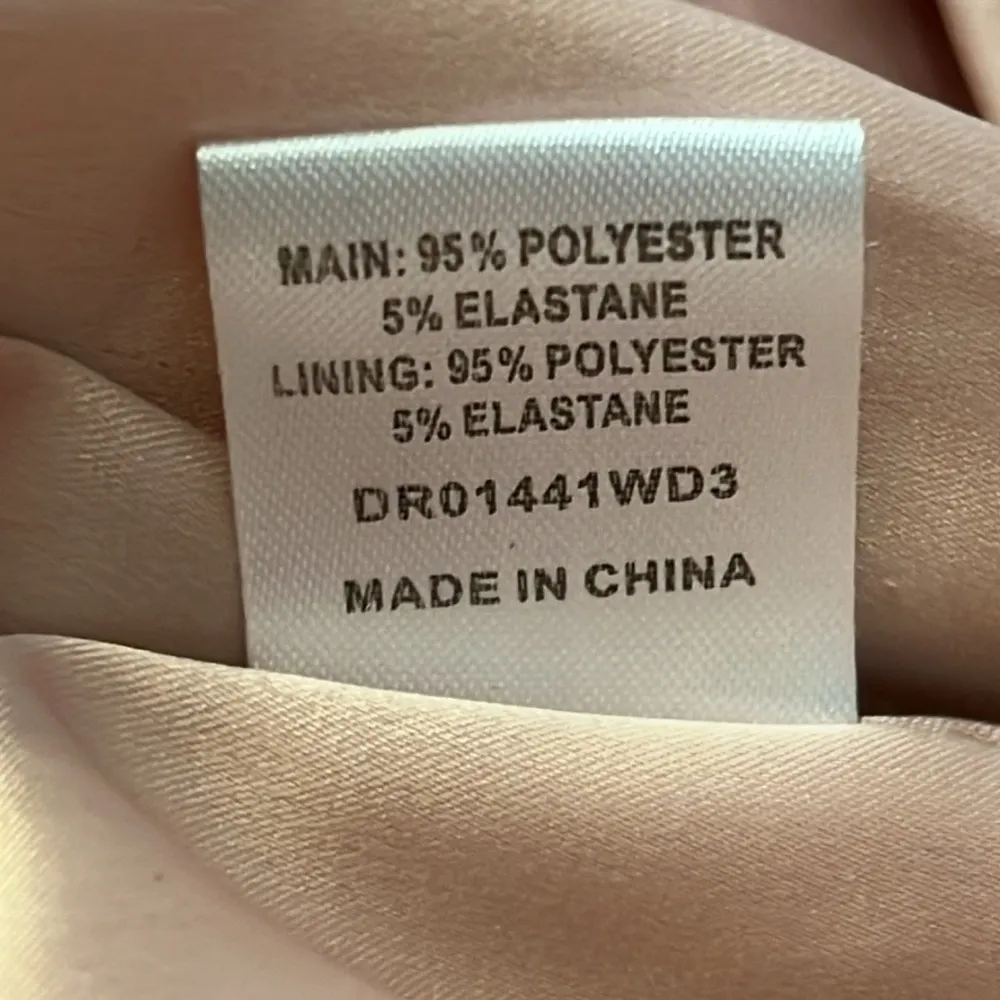 MAIN: 95% POLYESTER
5% ELASTANE
LINING: 95% POLYESTER
5% ELASTANE
DR01441WD3
MADE IN CHINA